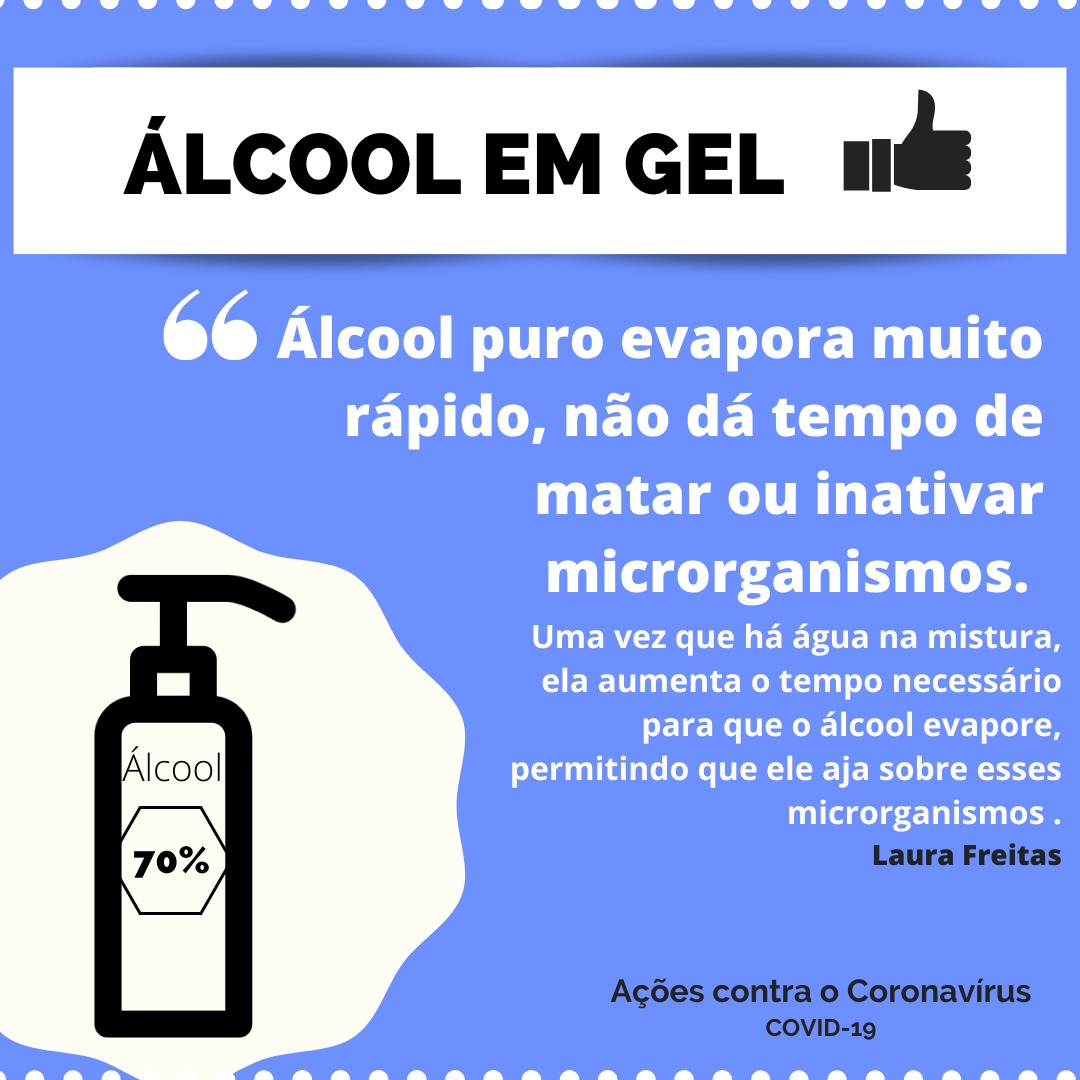 ÁLCOOL EM GEL
“ Álcool puro evapora muito
rápido, não dá tempo de
matar ou inativar
microrganismos.
Uma vez que há água na mistura,
ela aumenta o tempo necessário
para que o álcool evapore,
permitindo que ele aja sobre esses
microrganismos .
Laura Freitas
Álcool
70%
Ações contra o Coronavírus
COVID-19